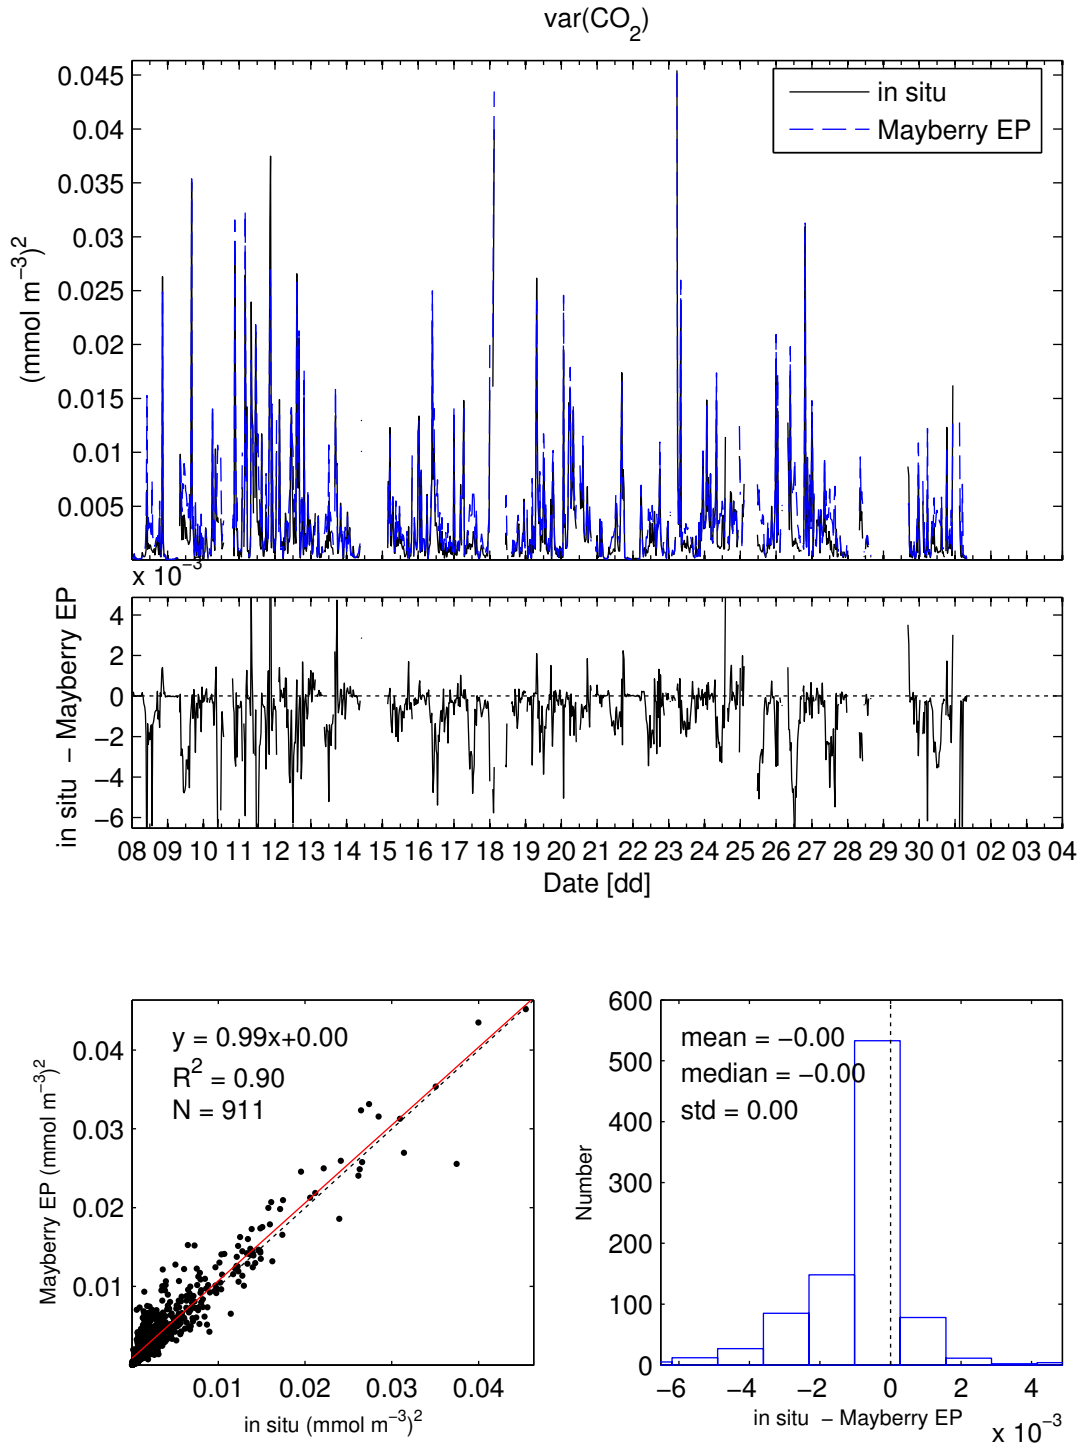 var(CO2)
(mmol m−3)2
0.045
0.04
0.035
0.03
0.025
0.02
0.015
0.01
0.005
in situ
Mayberry EP
x 10−3
in situ − Mayberry EP
4
2
0
−2
−4
−6
08 09 10 11 12 13 14 15 16 17 18 19 20 21 22 23 24 25 26 27 28 29 30 01 02 03 04
Date [dd]
Mayberry EP (mmol m−3)2
0.04
0.03
0.02
0.01
y = 0.99x+0.00
R2 = 0.90
N = 911
0.01 0.02 0.03 0.04
in situ (mmol m−3)2
Number
600
500
400
300
200
100
0
mean = −0.00
median = −0.00
std = 0.00
−6 −4 −2 0 2 4
in situ − Mayberry EP
x 10−3